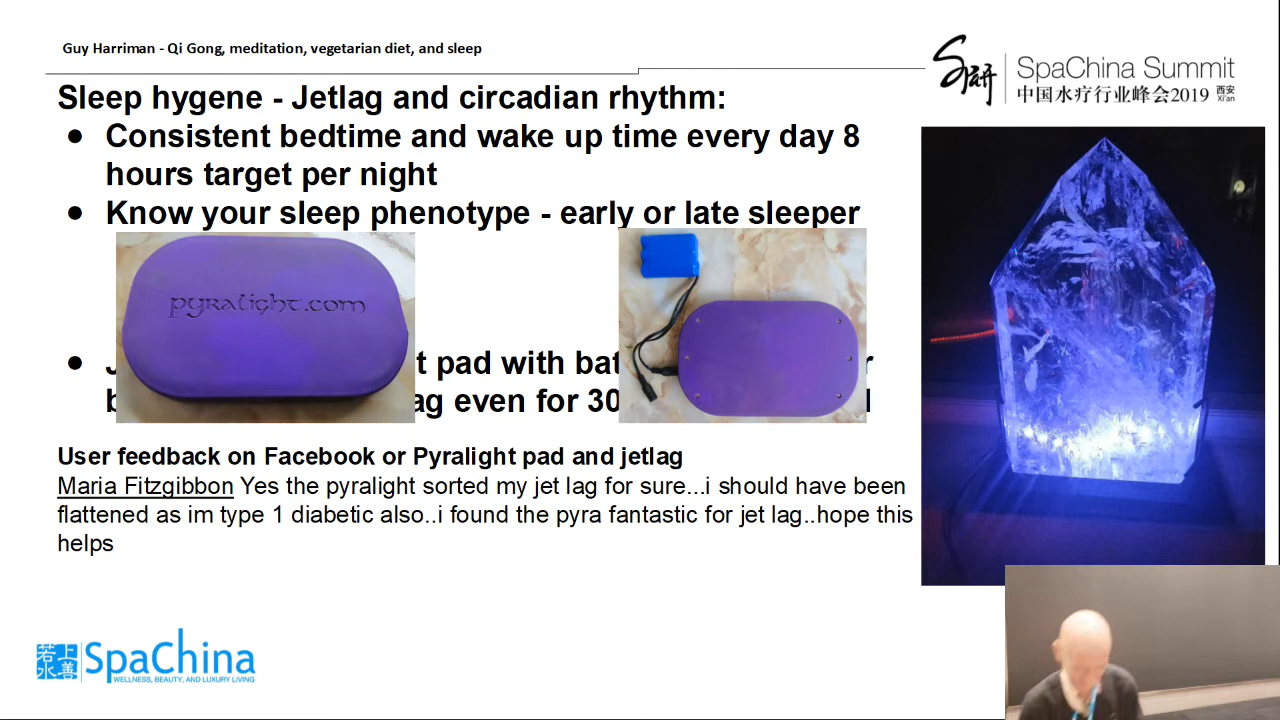 Guy Harriman - Qi Gong, meditation, vegetarian diet, and sleep
SpaChina Summit
中国水疗行业峰会2019 西安 Xi'an
Sleep hygene - Jetlag and circadian rhythm:
● Consistent bedtime and wake up time every day 8
hours target per night
● Know your sleep phenotype - early or late sleeper
pyralight.com
● pad with
even for 30
User feedback on Facebook or Pyralight pad and jetlag
Maria Fitzgibbon Yes the pyralight sorted my jet lag for sure...i should have been
flattened as im type 1 diabetic also..i found the pyra fantastic for jet lag..hope this
helps
若水上善 SpaChina
WELLNESS, BEAUTY, AND LUXURY LIVING